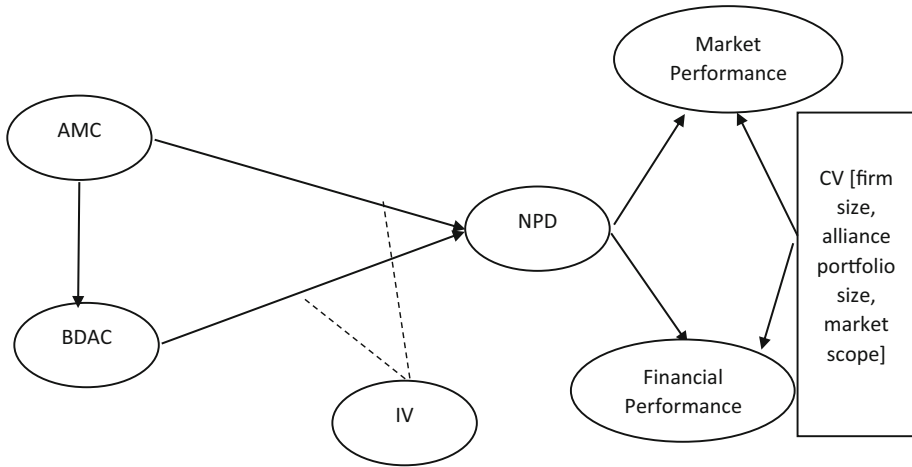 Market
Performance
AMC
CV [firm
size,
alliance
portfolio
size,
market
scope]
NPD
BDAC
Financial
Performance
IV